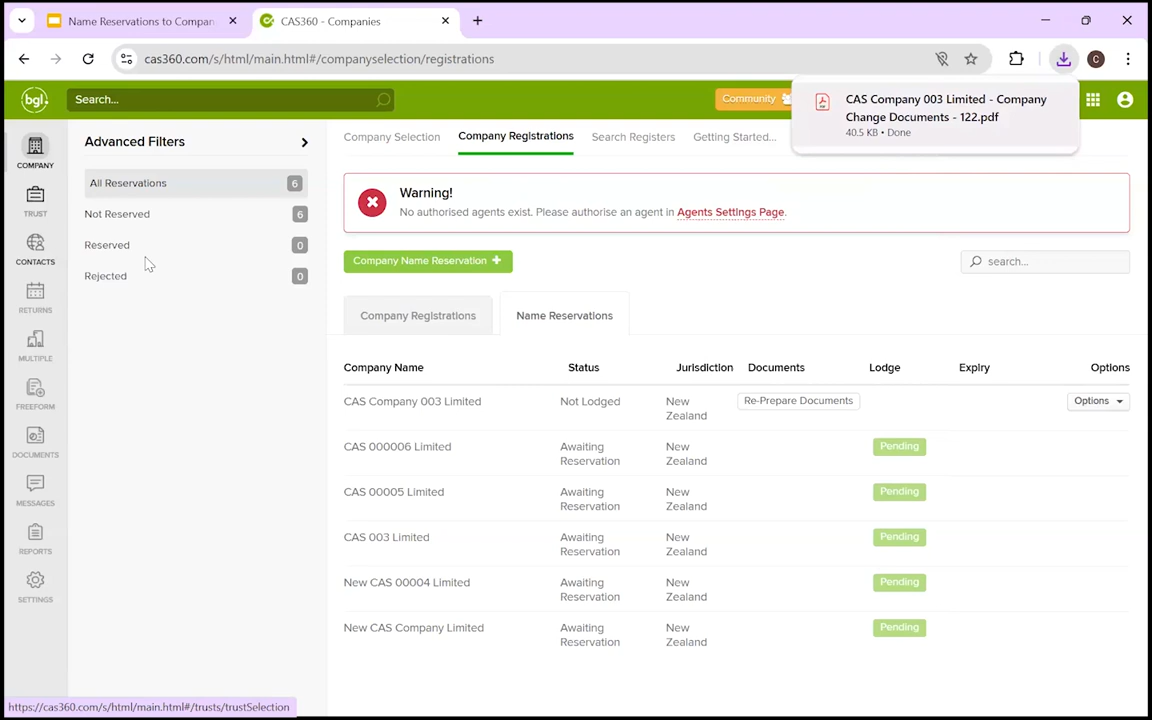 Name Reservations to Compan
CAS360 - Companies
cas360.com/s/html/main.html#/companyselection/registrations
C
CAS Company 003 Limited - Company
Change Documents - 122.pdf
40.5 KB • Done
bgl
Search...
Community
COMPANY
TRUST
CONTACTS
RETURNS
MULTIPLE
FREEFORM
DOCUMENTS
MESSAGES
REPORTS
SETTINGS
Advanced Filters
All Reservations 6
Not Reserved 6
Reserved 0
Rejected 0
Company Selection Company Registrations Search Registers Getting Started...
Warning!
No authorised agents exist. Please authorise an agent in Agents Settings Page.
Company Name Reservation +
search...
Company Registrations Name Reservations
Company Name Status Jurisdiction Documents Lodge Expiry Options
CAS Company 003 Limited Not Lodged New Zealand Re-Prepare Documents Options
CAS 000006 Limited Awaiting Reservation New Zealand Pending
CAS 00005 Limited Awaiting Reservation New Zealand Pending
CAS 003 Limited Awaiting Reservation New Zealand Pending
New CAS 00004 Limited Awaiting Reservation New Zealand Pending
New CAS Company Limited Awaiting Reservation New Zealand Pending
https://cas360.com/s/html/main.html#/trusts/trustSelection